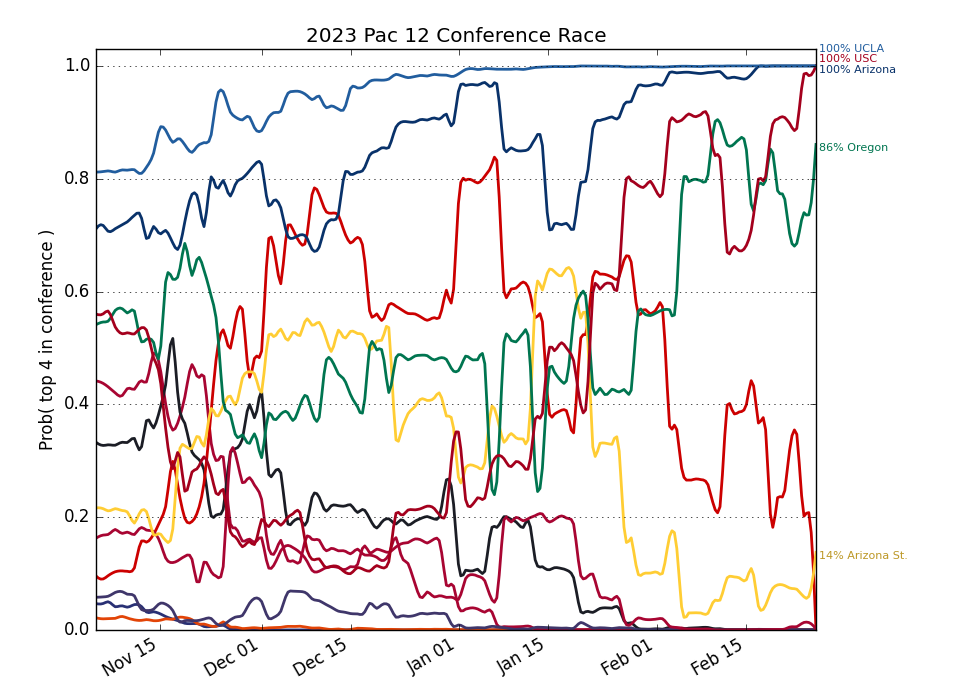 2023 Pac 12 Conference Race
Prob( top 4 in conference )
1.0
0.8
0.6
0.4
0.2
0.0
Nov 15
Dec 01
Dec 15
Jan 01
Jan 15
Feb 01
Feb 15
100% UCLA
100% USC
100% Arizona
86% Oregon
14% Arizona St.